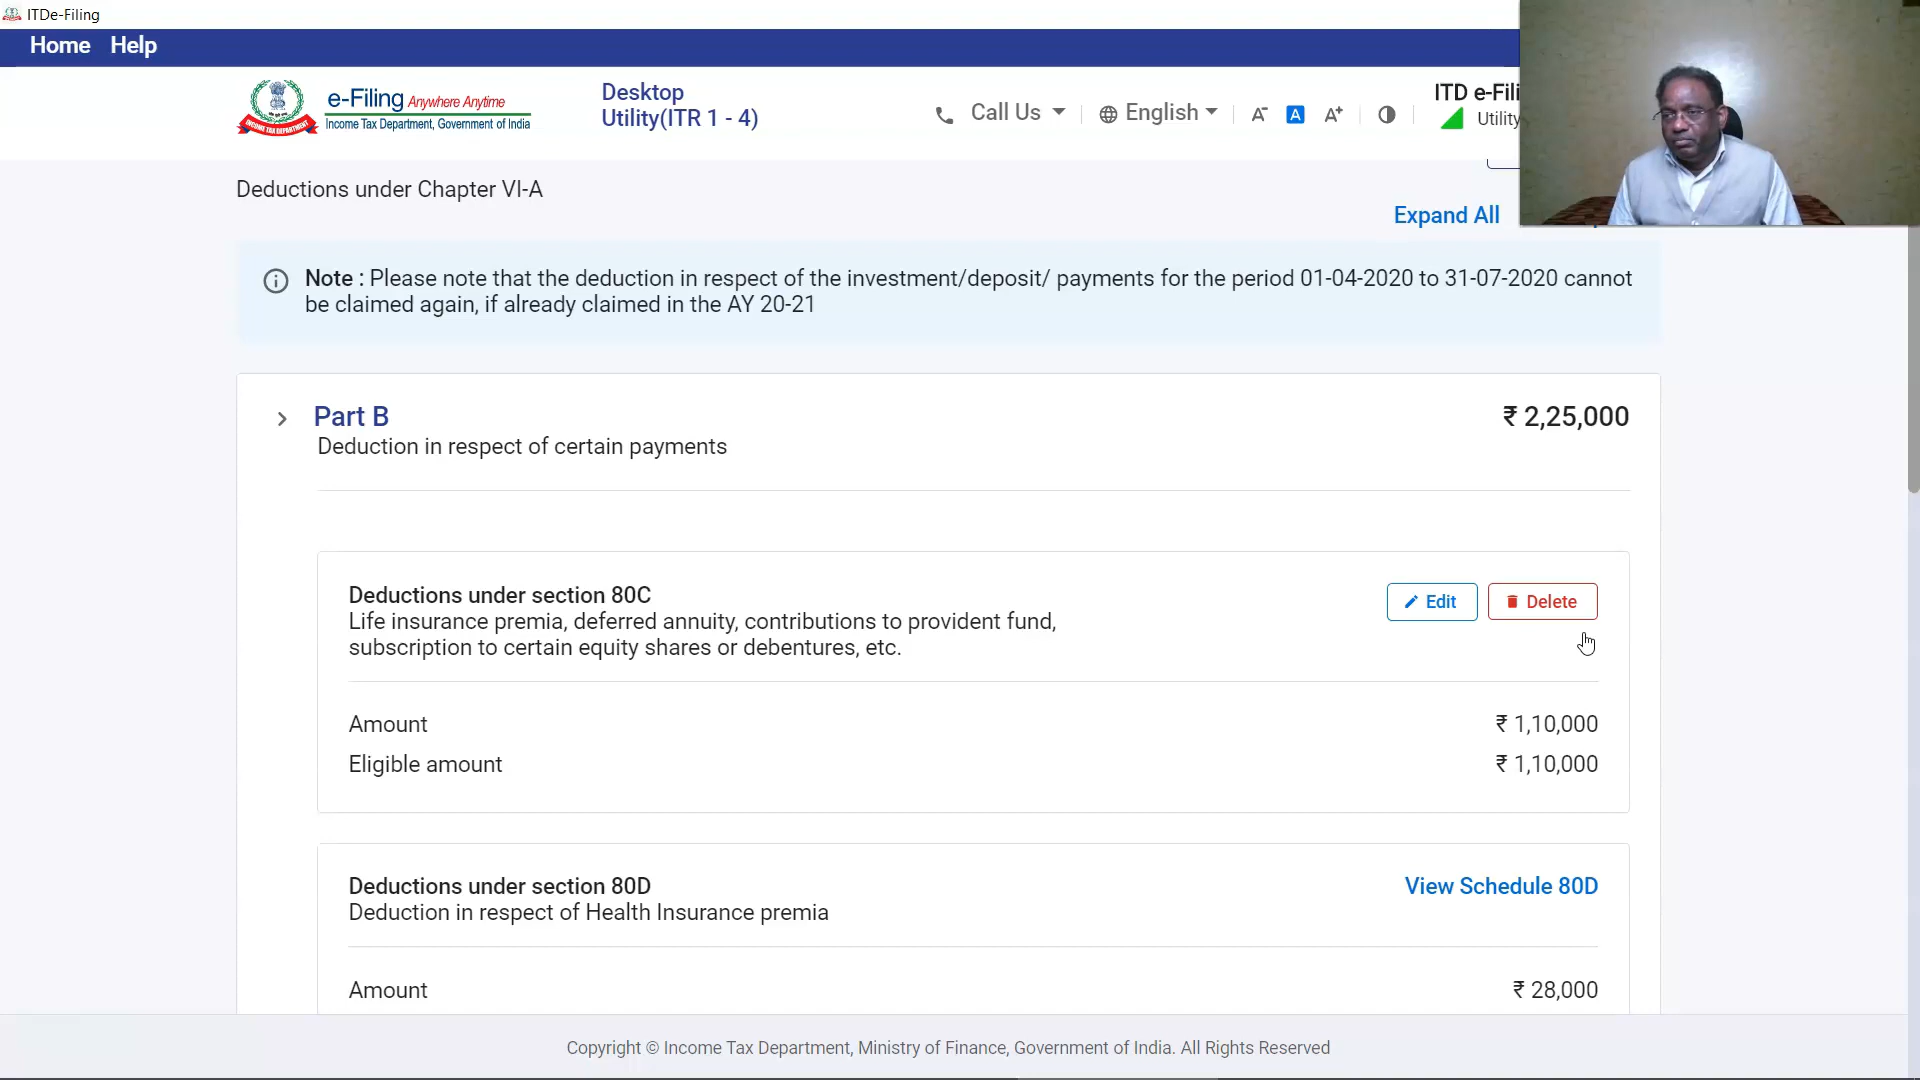 ITDe-Filing
Home Help
e-Filing Anywhere Anytime
Income Tax Department, Government of India
INCOME TAX DEPARTMENT
Desktop
Utility(ITR 1 - 4)
Call Us
English
A-
A
A+
ITD e-Fili
Utility
Deductions under Chapter VI-A
Expand All
Note : Please note that the deduction in respect of the investment/deposit/ payments for the period 01-04-2020 to 31-07-2020 cannot
be claimed again, if already claimed in the AY 20-21
Part B
₹ 2,25,000
Deduction in respect of certain payments
Deductions under section 80C
Edit
Delete
Life insurance premia, deferred annuity, contributions to provident fund,
subscription to certain equity shares or debentures, etc.
Amount
₹ 1,10,000
Eligible amount
₹ 1,10,000
Deductions under section 80D
View Schedule 80D
Deduction in respect of Health Insurance premia
Amount
₹ 28,000
Copyright © Income Tax Department, Ministry of Finance, Government of India. All Rights Reserved